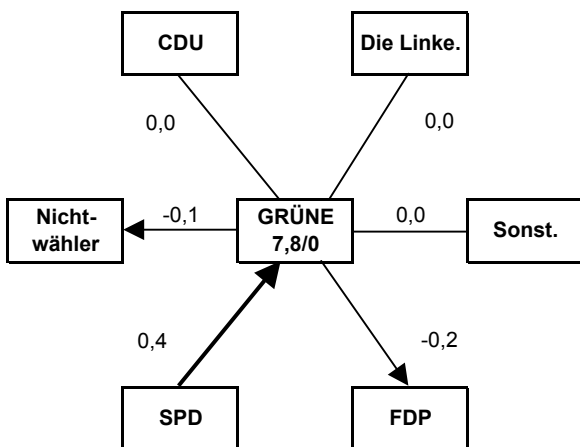 CDU
Die Linke.
0,0
0,0
Nicht-
wähler
-0,1
GRÜNE
7,8/0
0,0
Sonst.
0,4
-0,2
SPD
FDP